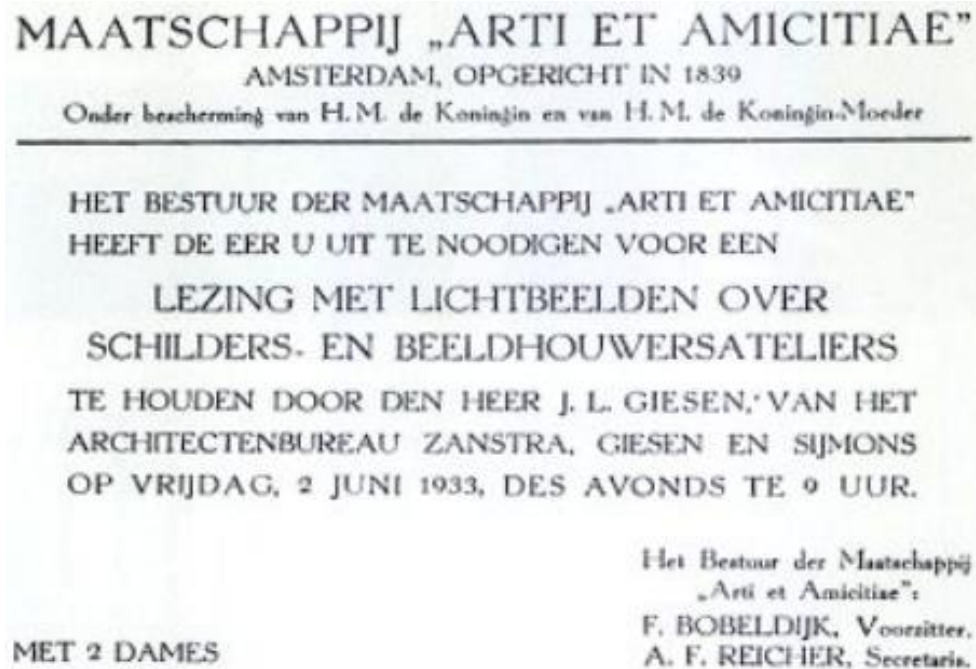 MAATSCHAPPIJ „ARTI ET AMICITIAE”
AMSTERDAM, OPGERICHT IN 1839
Onder bescherming van H. M. de Koningin en van H. M. de Koningin-Moeder
HET BESTUUR DER MAATSCHAPPIJ „ARTI ET AMICITIAE”
HEEFT DE EER U UIT TE NOODIGEN VOOR EEN
LEZING MET LICHTBEELDEN OVER
SCHILDERS- EN BEELDHOUWERSATELIERS
TE HOUDEN DOOR DEN HEER J. L. GIESEN, VAN HET
ARCHITECTENBUREAU ZANSTRA, GIESEN EN SIJMONS
OP VRIJDAG, 2 JUNI 1933, DES AVONDS TE 9 UUR.
Het Bestuur der Maatschappij
„Arti et Amicitiae”:
F. BOBELDIJK, Voorzitter.
MET 2 DAMES
A. F. REICHER, Secretaris.